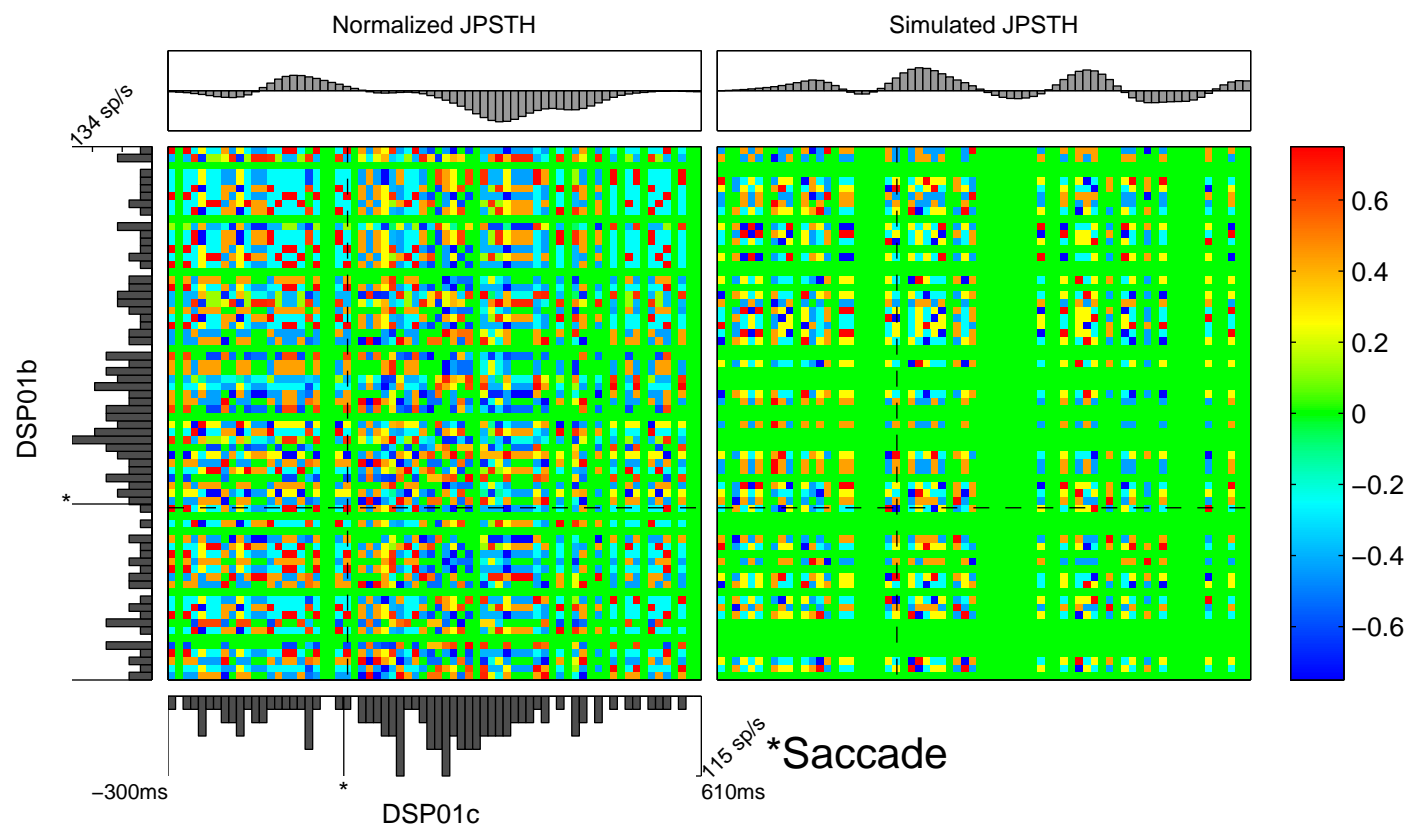 Normalized JPSTH
Simulated JPSTH
134 sp/s
DSP01b
*
0.6
0.4
0.2
0
−0.2
−0.4
−0.6
115 sp/s
*Saccade
−300ms
*
610ms
DSP01c